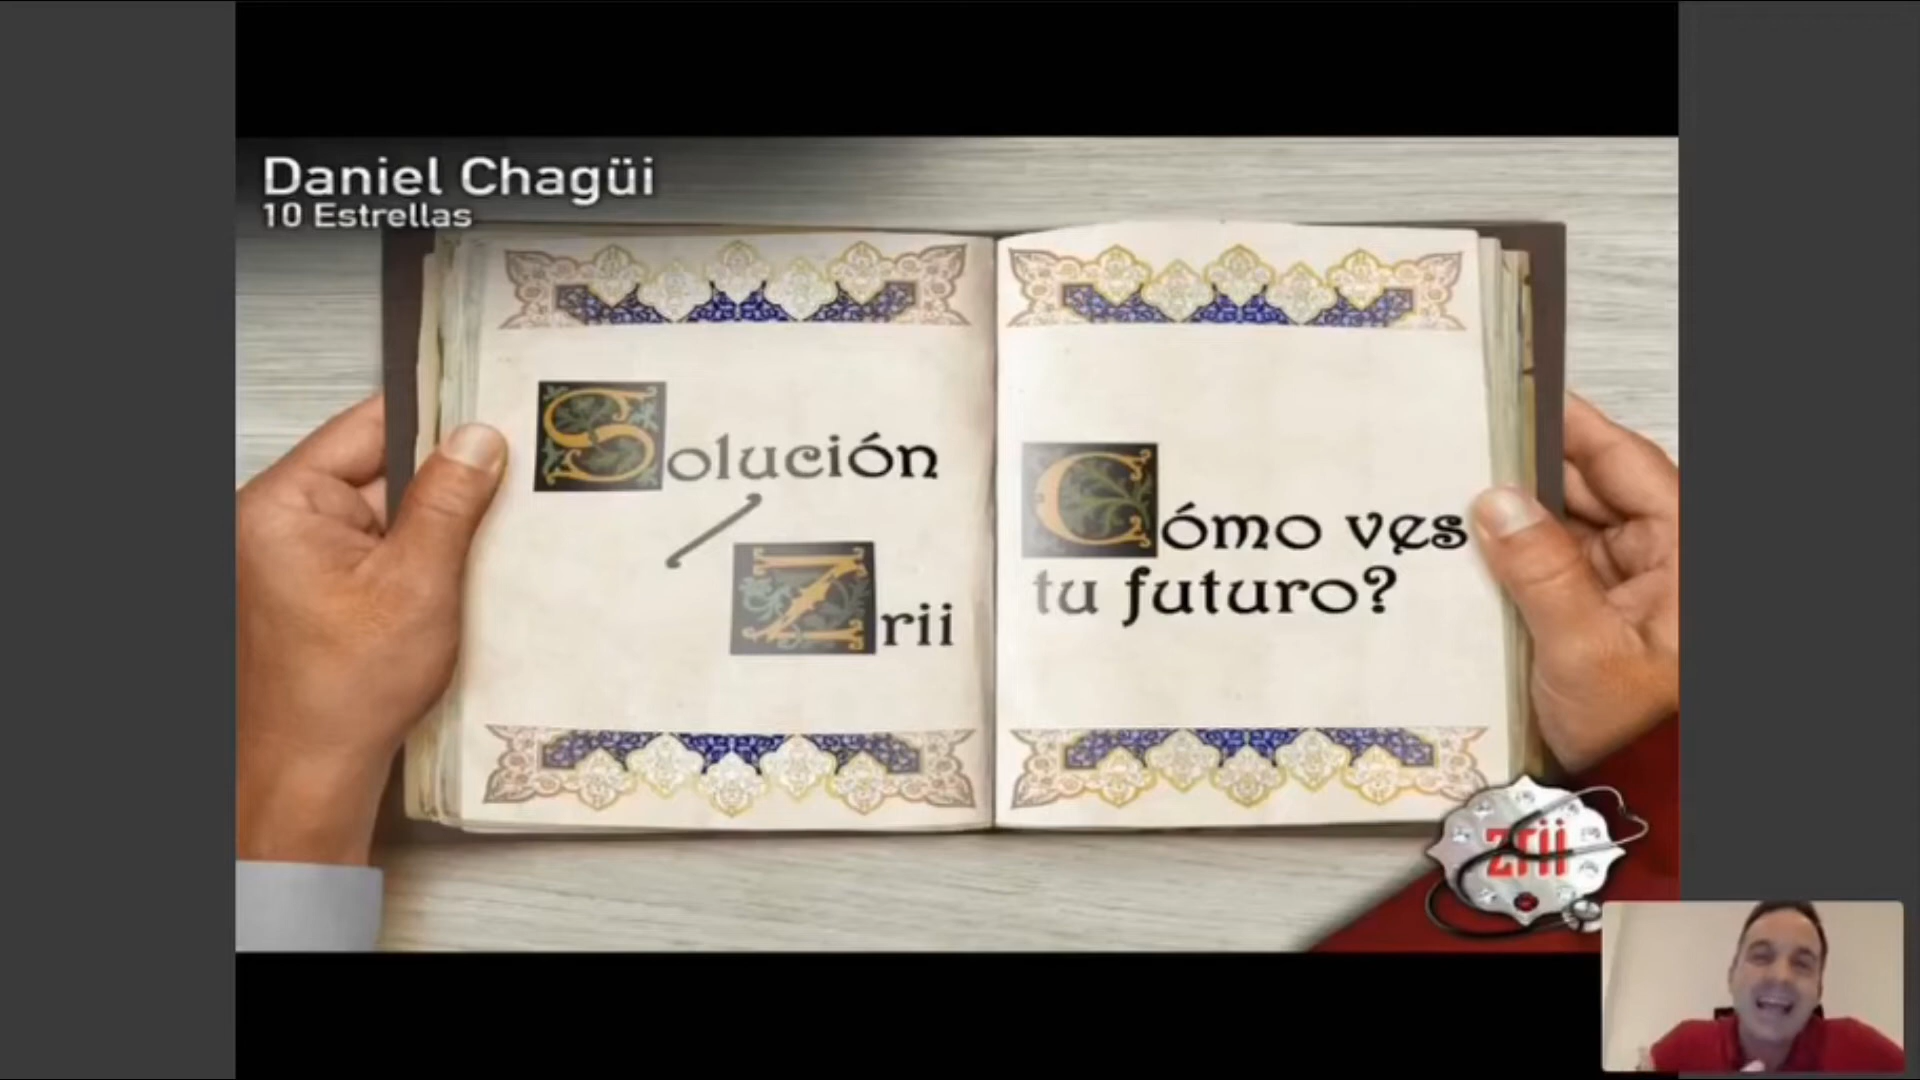 Daniel Chagüi
10 Estrellas
Solución
Zrii
Cómo ves
tu futuro?
zrii